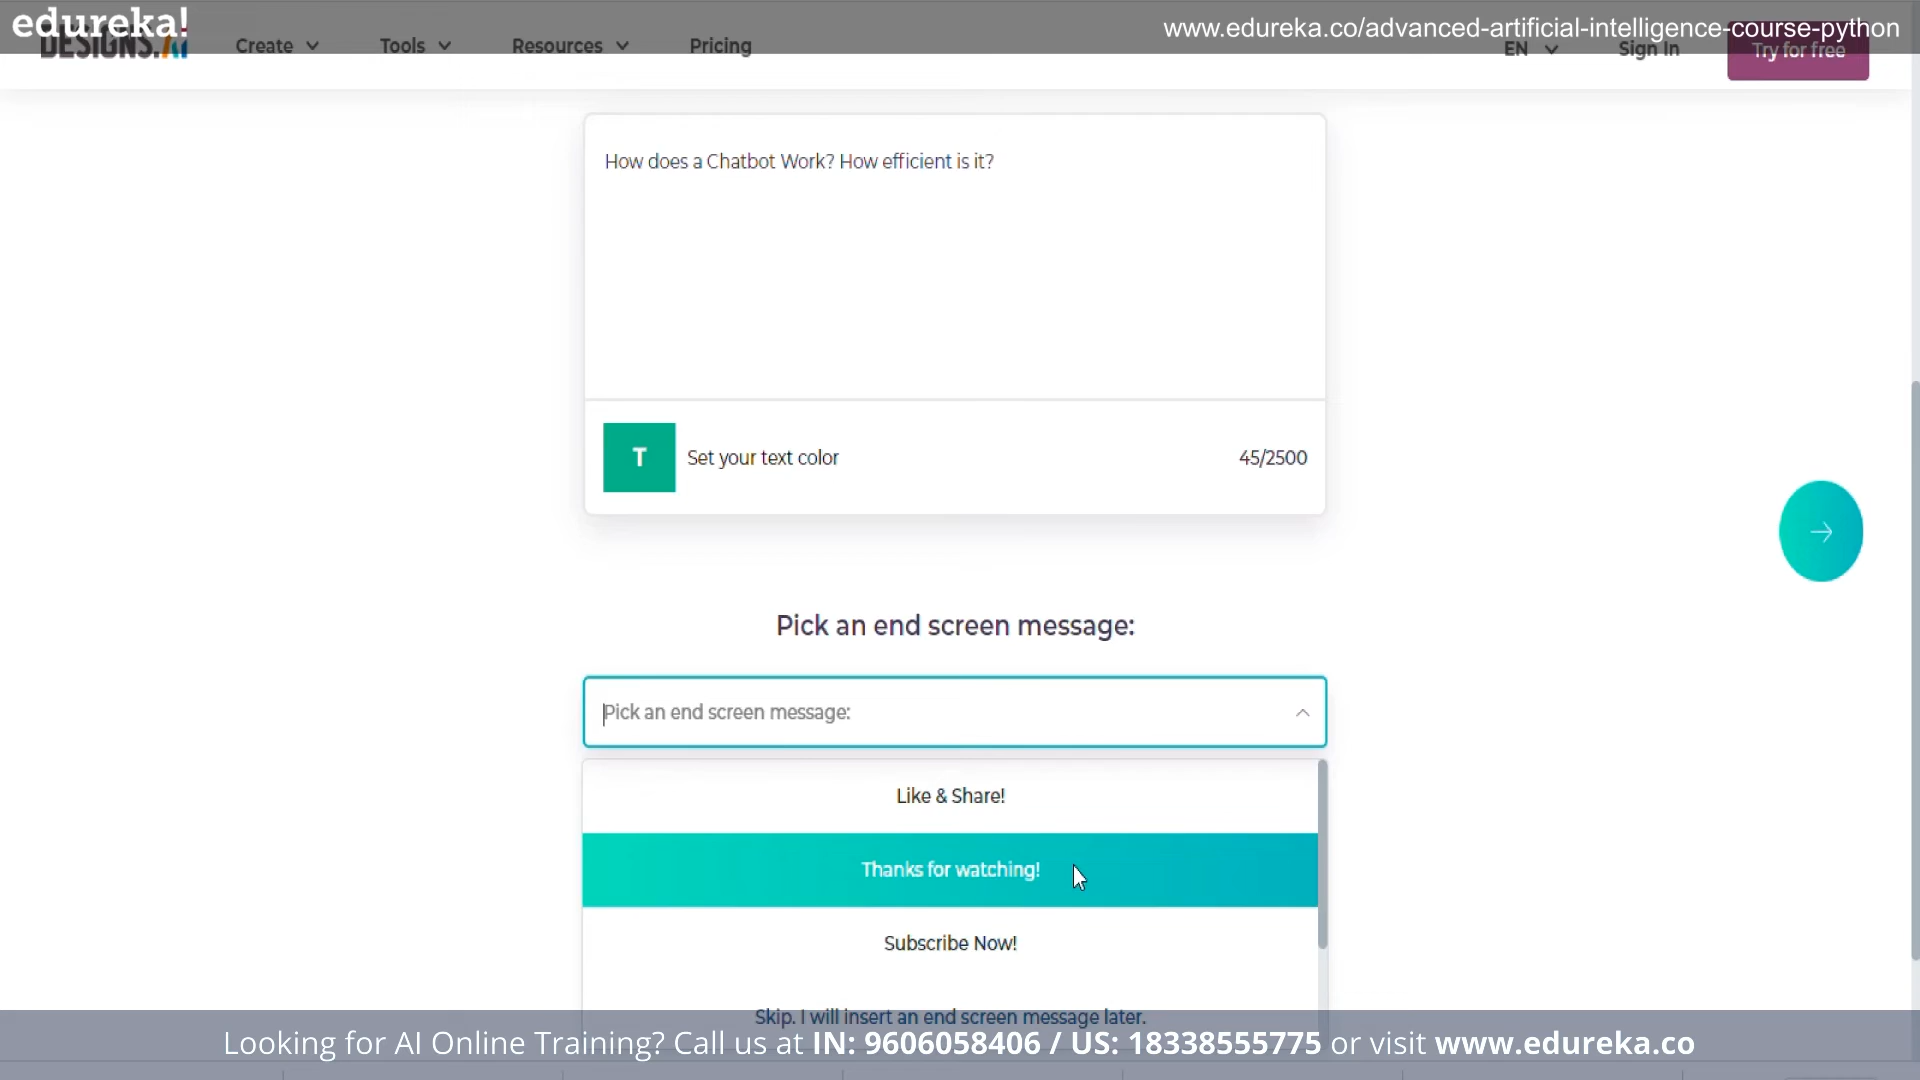 edureka!
www.edureka.co/advanced-artificial-intelligence-course-python
DESIGNS.AI
Create
Tools
Resources
Pricing
EN
Sign In
Try for free
How does a Chatbot Work? How efficient is it?
T
Set your text color
45/2500
Pick an end screen message:
Pick an end screen message:
Like & Share!
Thanks for watching!
Subscribe Now!
Skip. I will insert an end screen message later.
Looking for AI Online Training? Call us at IN: 9606058406 / US: 18338555775 or visit www.edureka.co